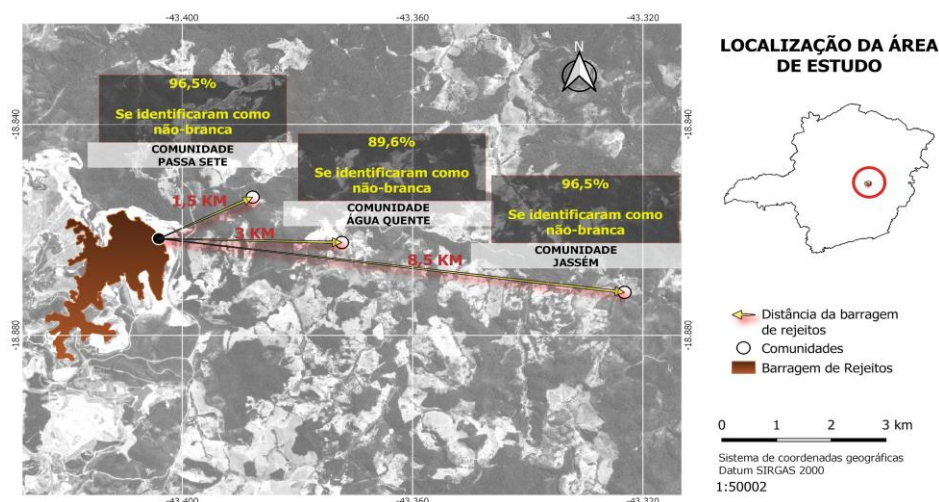 -43.400
-43.360
-43.320
N
96,5%
Se identificaram como
não-branca
COMUNIDADE
PASSA SETE
89,6%
Se identificaram como
não-branca
COMUNIDADE
ÁGUA QUENTE
96,5%
Se identificaram como
não-branca
COMUNIDADE
JASSÉM
1,5 KM
3 KM
8,5 KM
-18.840
-18.880
-18.840
-18.880
-43.400
-43.360
-43.320
LOCALIZAÇÃO DA ÁREA
DE ESTUDO
Distância da barragem
de rejeitos
Comunidades
Barragem de Rejeitos
0 1 2 3 km
Sistema de coordenadas geográficas
Datum SIRGAS 2000
1:50002